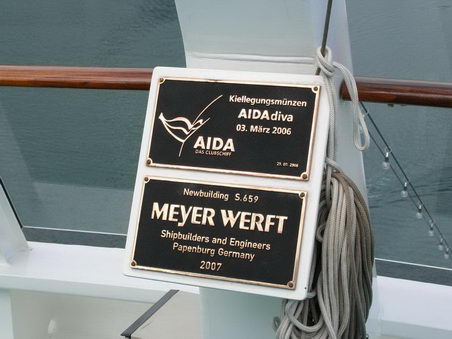 Kiellegungsmünzen
AIDAdiva
03. März 2006
AIDA
DAS CLUBSCHIFF
Newbuilding S.659
MEYER WERFT
Shipbuilders and Engineers
Papenburg Germany
2007